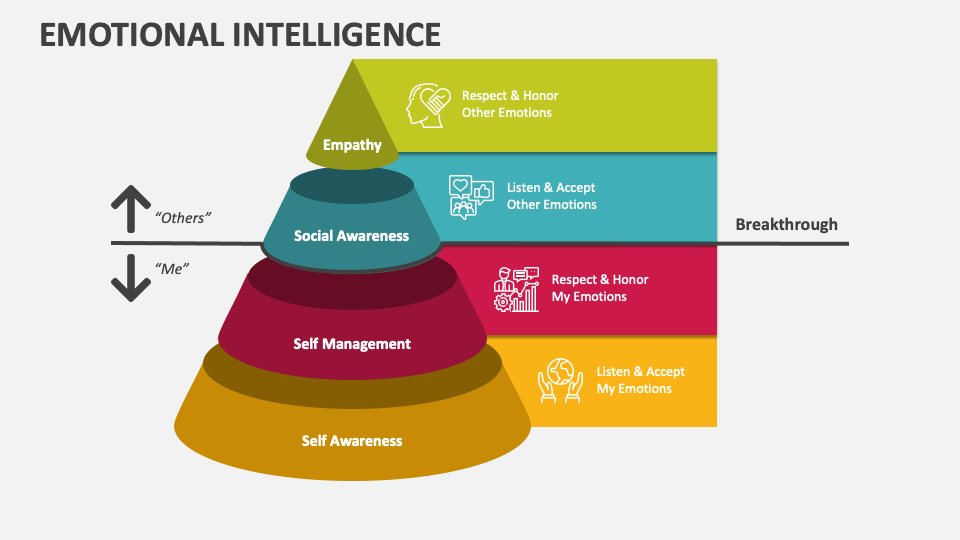 EMOTIONAL INTELLIGENCE
Respect & Honor
Other Emotions
Empathy
Listen & Accept
Other Emotions
“Others”
Social Awareness
Breakthrough
“Me”
Respect & Honor
My Emotions
Self Management
Listen & Accept
My Emotions
Self Awareness